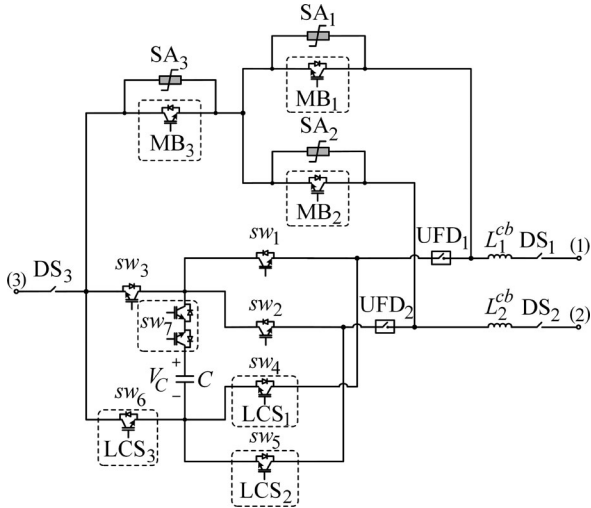 SA₁
SA₃
MB₁
SA₂
MB₃
MB₂
sw₁
UFD₁
L₁ᶜᵇ DS₁ (1)
(3) DS₃
sw₃
sw₂
UFD₂
L₂ᶜᵇ DS₂ (2)
sw₇
+
V_C C
−
sw₄
LCS₁
sw₆
LCS₃
sw₅
LCS₂